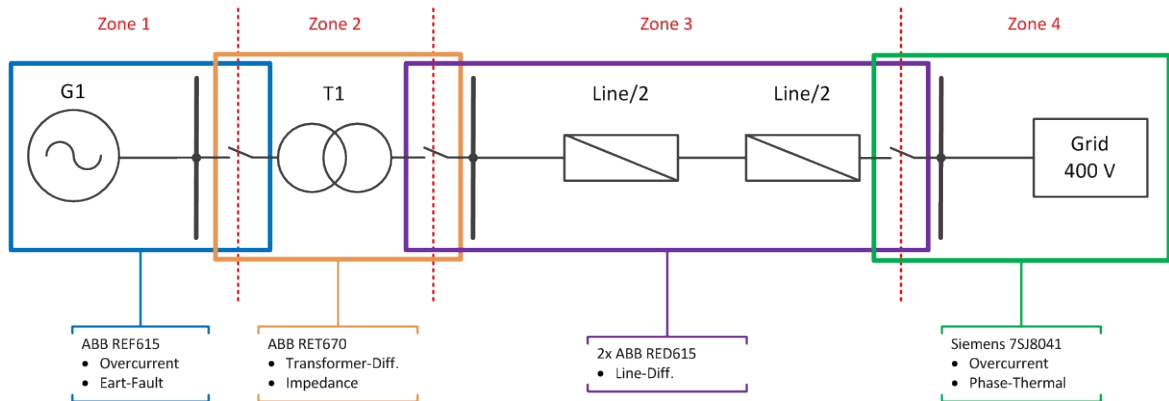 Zone 1
Zone 2
Zone 3
Zone 4
G1
T1
Line/2
Line/2
Grid
400 V
ABB REF615
• Overcurrent
• Eart-Fault
ABB RET670
• Transformer-Diff.
• Impedance
2x ABB RED615
• Line-Diff.
Siemens 7SJ8041
• Overcurrent
• Phase-Thermal